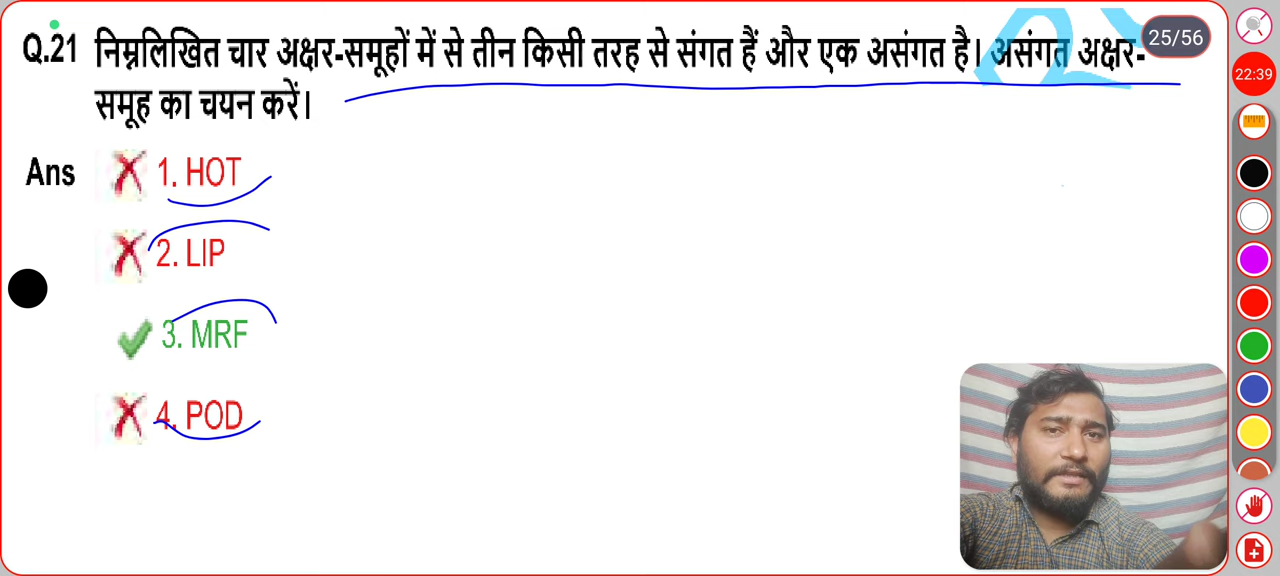 25/56
Q.21 निम्नलिखित चार अक्षर-समूहों में से तीन किसी तरह से संगत हैं और एक असंगत है। असंगत अक्षर-
22:39
समूह का चयन करें।
Ans 1. HOT
2. LIP
3. MRF
4. POD